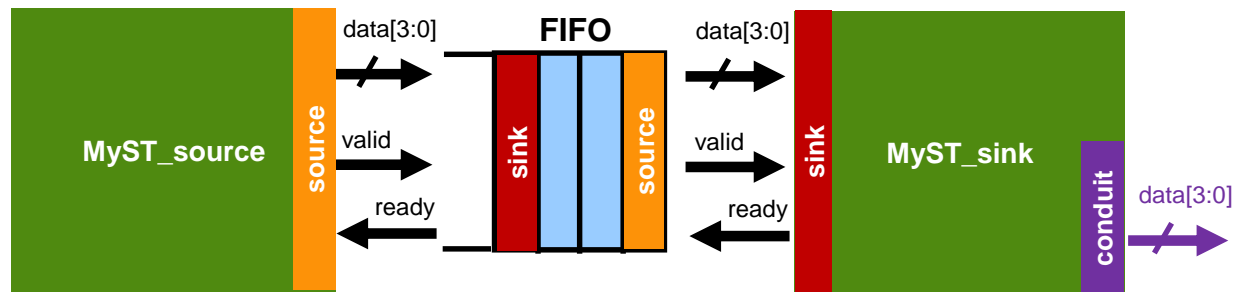 data[3:0]
FIFO
data[3:0]
MyST_source
source
valid
ready
sink
source
valid
ready
sink
MyST_sink
conduit
data[3:0]